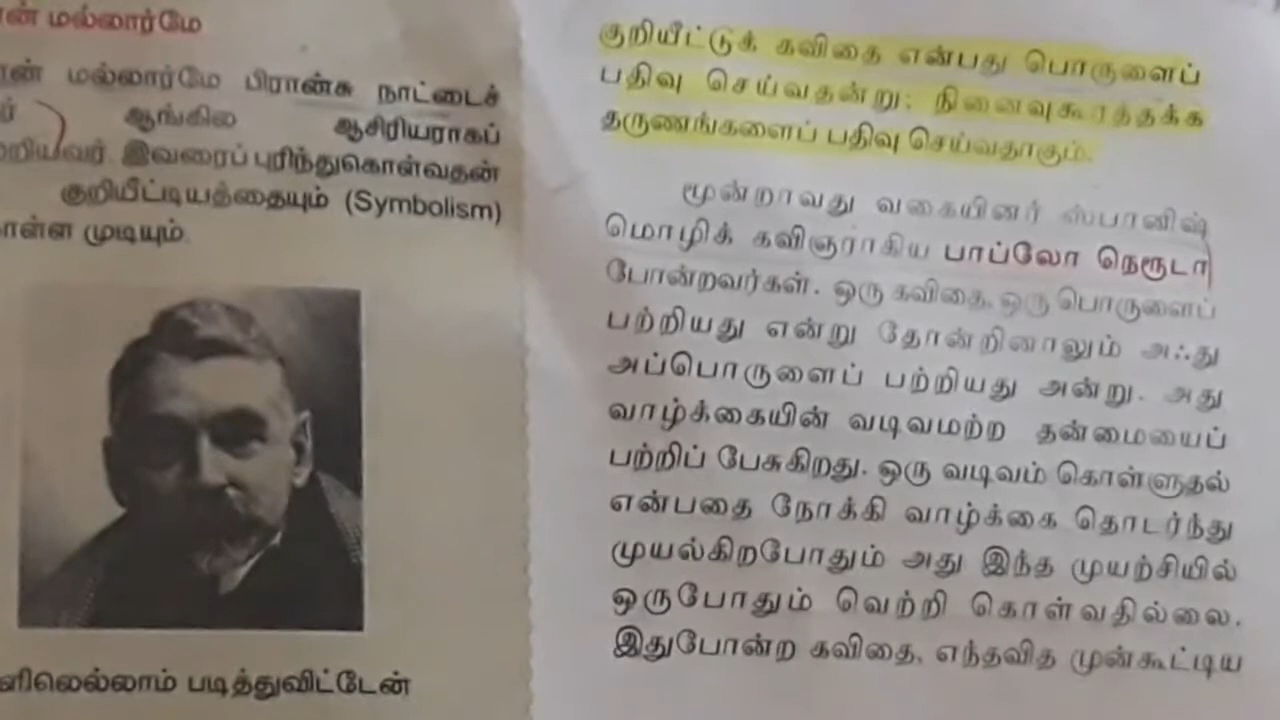 மல்லார்மே
மல்லார்மே பிரான்சு நாட்டைச்
ஆங்கில ஆசிரியராகப்
இவரைப் புரிந்துகொள்வதன்
குறியீட்டியத்தையும் (Symbolism)
முடியும்.
படித்துவிட்டேன்
குறியீட்டுக் கவிதை என்பது பொருளைப்
பதிவு செய்வதன்று; நினைவுகூரத்தக்க
தருணங்களைப் பதிவு செய்வதாகும்.
மூன்றாவது வகையினர் ஸ்பானிஷ்
மொழிக் கவிஞராகிய பாப்லோ நெரூடா
போன்றவர்கள். ஒரு கவிதை, ஒரு பொருளைப்
பற்றியது என்று தோன்றினாலும் அஃது
அப்பொருளைப் பற்றியது அன்று. அது
வாழ்க்கையின் வடிவமற்ற தன்மையைப்
பற்றிப் பேசுகிறது. ஒரு வடிவம் கொள்ளுதல்
என்பதை நோக்கி வாழ்க்கை தொடர்ந்து
முயல்கிறபோதும் அது இந்த முயற்சியில்
ஒருபோதும் வெற்றி கொள்வதில்லை.
இதுபோன்ற கவிதை, எந்தவித முன்கூட்டிய